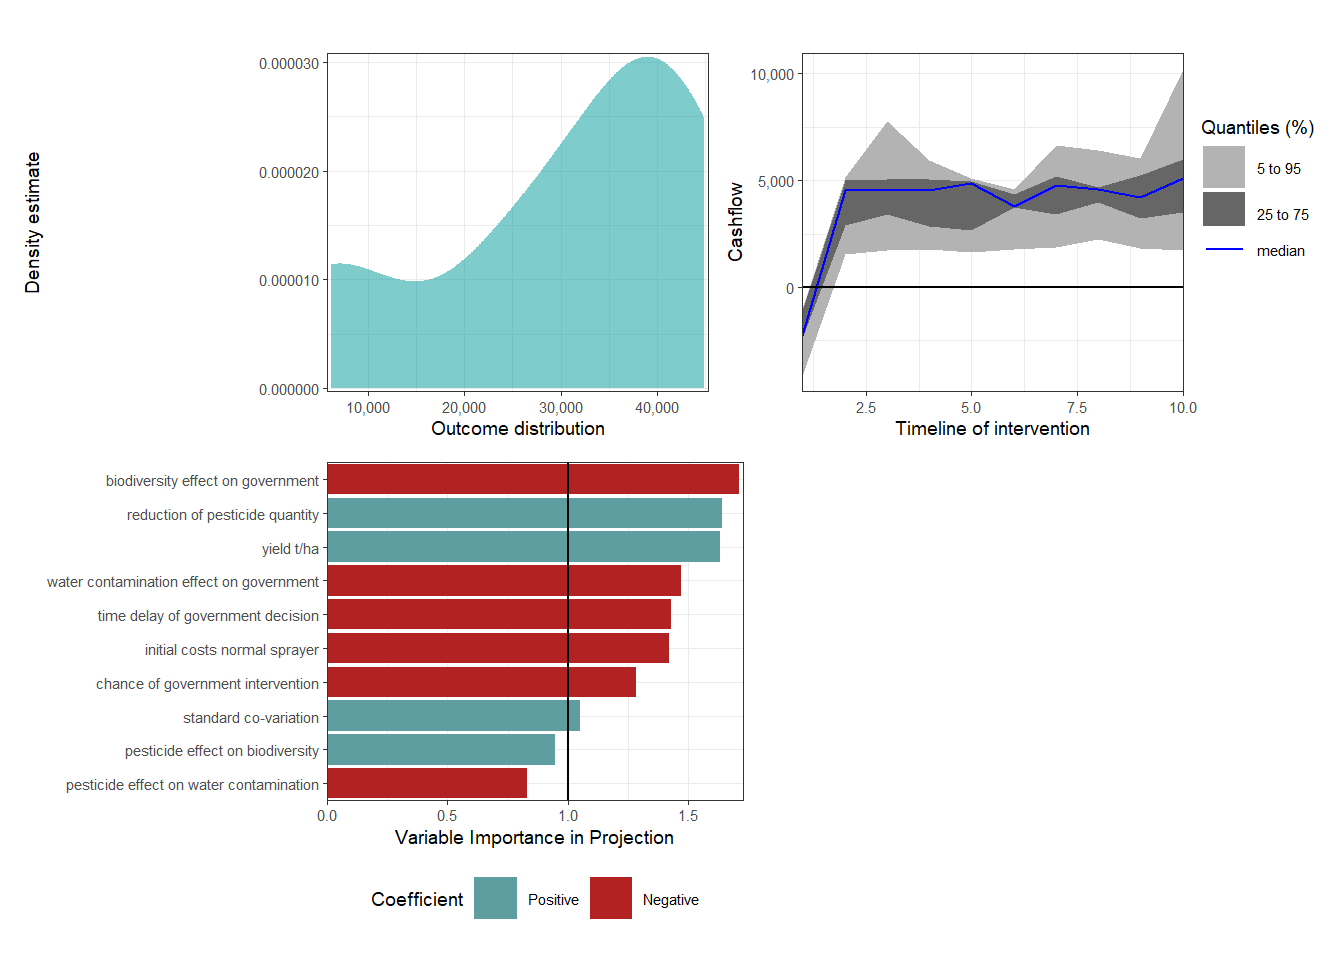 Density estimate
0.000030
0.000020
0.000010
0.000000
10,000 20,000 30,000 40,000
Outcome distribution
Cashflow
10,000
5,000
0
2.5 5.0 7.5 10.0
Timeline of intervention
Quantiles (%)
5 to 95
25 to 75
median
biodiversity effect on government
reduction of pesticide quantity
yield t/ha
water contamination effect on government
time delay of government decision
initial costs normal sprayer
chance of government intervention
standard co-variation
pesticide effect on biodiversity
pesticide effect on water contamination
0.0 0.5 1.0 1.5
Variable Importance in Projection
Coefficient Positive Negative